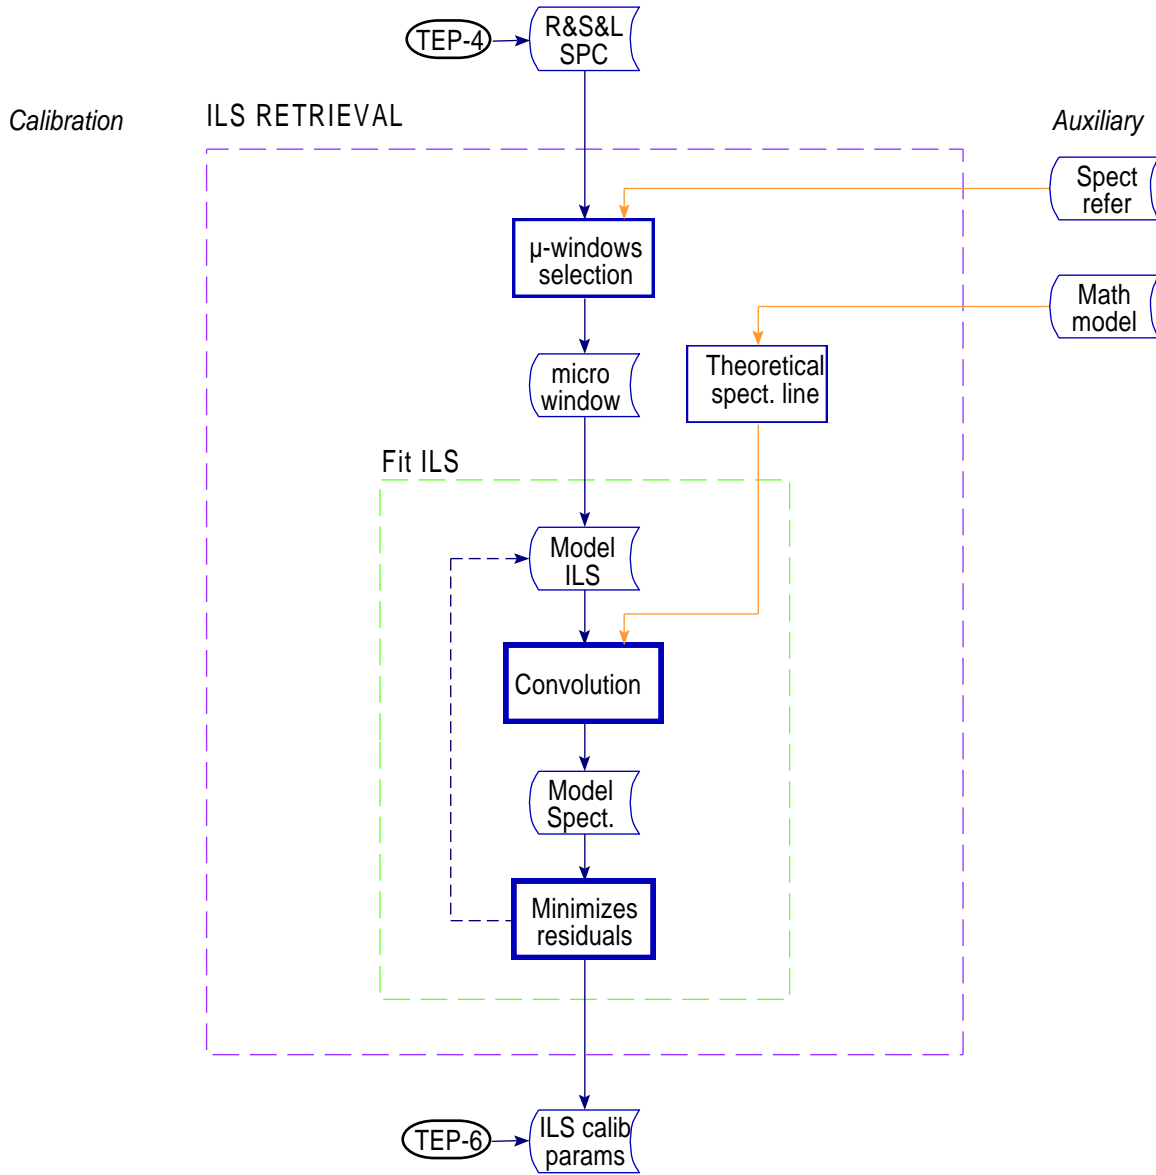 TEP-4
R&S&L
SPC
Calibration
ILS RETRIEVAL
Auxiliary
Spect
refer
µ-windows
selection
Math
model
micro
window
Theoretical
spect. line
Fit ILS
Model
ILS
Convolution
Model
Spect.
Minimizes
residuals
TEP-6
ILS calib
params